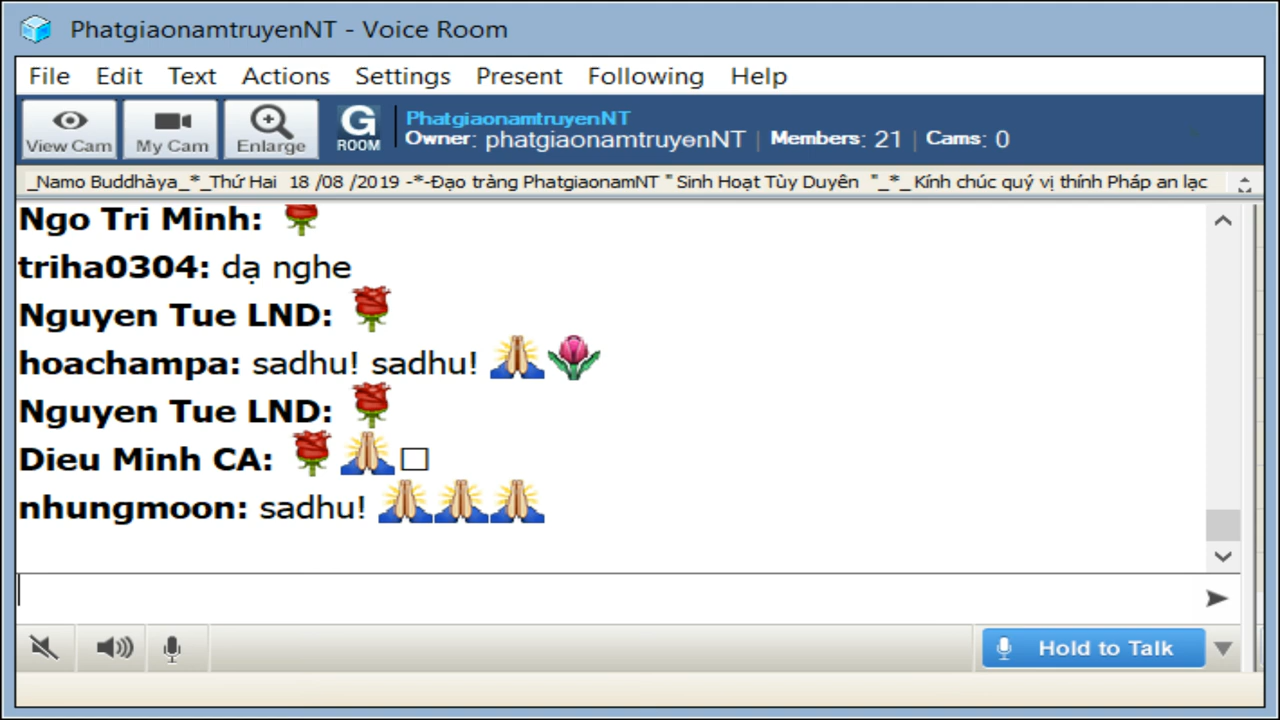 PhatgiaonamtruyenNT - Voice Room
File Edit Text Actions Settings Present Following Help
View Cam My Cam Enlarge G ROOM
PhatgiaonamtruyenNT
Owner: phatgiaonamtruyenNT | Members: 21 | Cams: 0
_Namo Buddhàya_*_Thứ Hai 18 /08 /2019 -*-Đạo tràng PhatgiaonamNT " Sinh Hoạt Tùy Duyên "_*_ Kính chúc quý vị thính Pháp an lạc
Ngo Tri Minh: 🌹
triha0304: dạ nghe
Nguyen Tue LND: 🌹
hoachampa: sadhu! sadhu! 🙏🌷
Nguyen Tue LND: 🌹
Dieu Minh CA: 🌹🙏□
nhungmoon: sadhu! 🙏🙏🙏
Hold to Talk